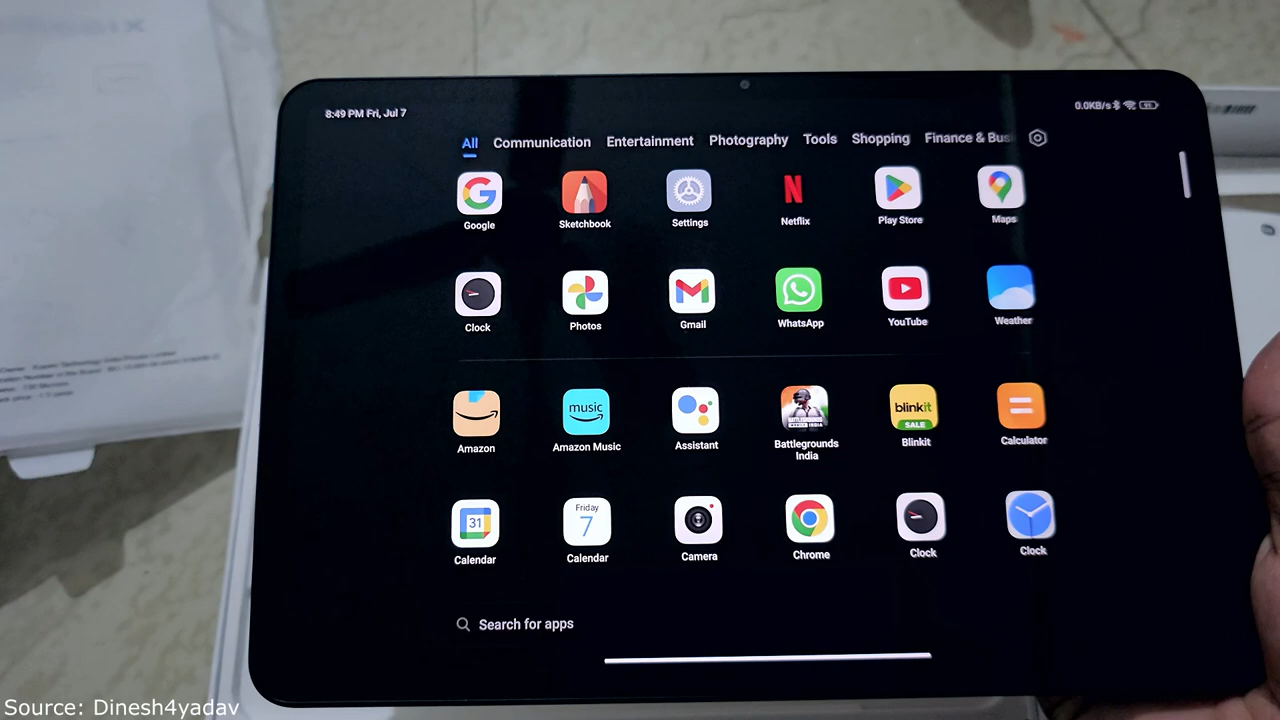 8:49 PM Fri, Jul 7
0.0KB/s
All Communication Entertainment Photography Tools Shopping Finance & Bus
Google Sketchbook Settings Netflix Play Store Maps
Clock Photos Gmail WhatsApp YouTube Weather
music
blinkit
SALE
Amazon Amazon Music Assistant Battlegrounds India Blinkit Calculator
31
Friday
7
Calendar Calendar Camera Chrome Clock Clock
Search for apps
Source: Dinesh4yadav